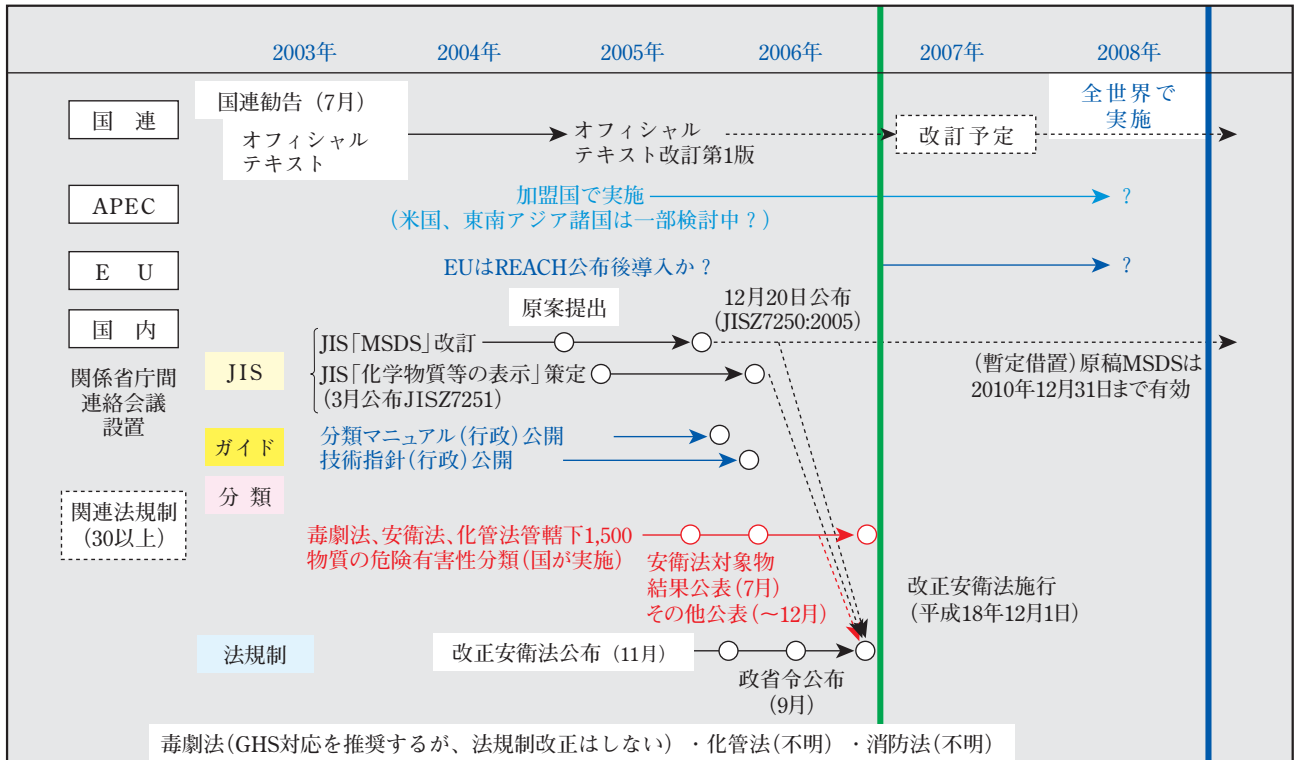 2003年 2004年 2005年 2006年 2007年 2008年
国連
国連勧告（7月）
オフィシャル
テキスト
オフィシャル
テキスト改訂第1版
改訂予定
全世界で
実施
APEC
加盟国で実施
（米国、東南アジア諸国は一部検討中？）
？
EU
EUはREACH公布後導入か？
？
国内
原案提出
12月20日公布
（JISZ7250:2005）
関係省庁間
連絡会議
設置
JIS
JIS「MSDS」改訂
JIS「化学物質等の表示」策定
（3月公布JISZ7251）
（暫定借置）原稿MSDSは
2010年12月31日まで有効
ガイド
分類マニュアル（行政）公開
技術指針（行政）公開
分類
関連法規制
（30以上）
毒劇法、安衛法、化管法管轄下1,500
物質の危険有害性分類（国が実施）
安衛法対象物
結果公表（7月）
その他公表（～12月）
改正安衛法施行
（平成18年12月1日）
法規制
改正安衛法公布（11月）
政省令公布
（9月）
毒劇法（GHS対応を推奨するが、法規制改正はしない）・化管法（不明）・消防法（不明）